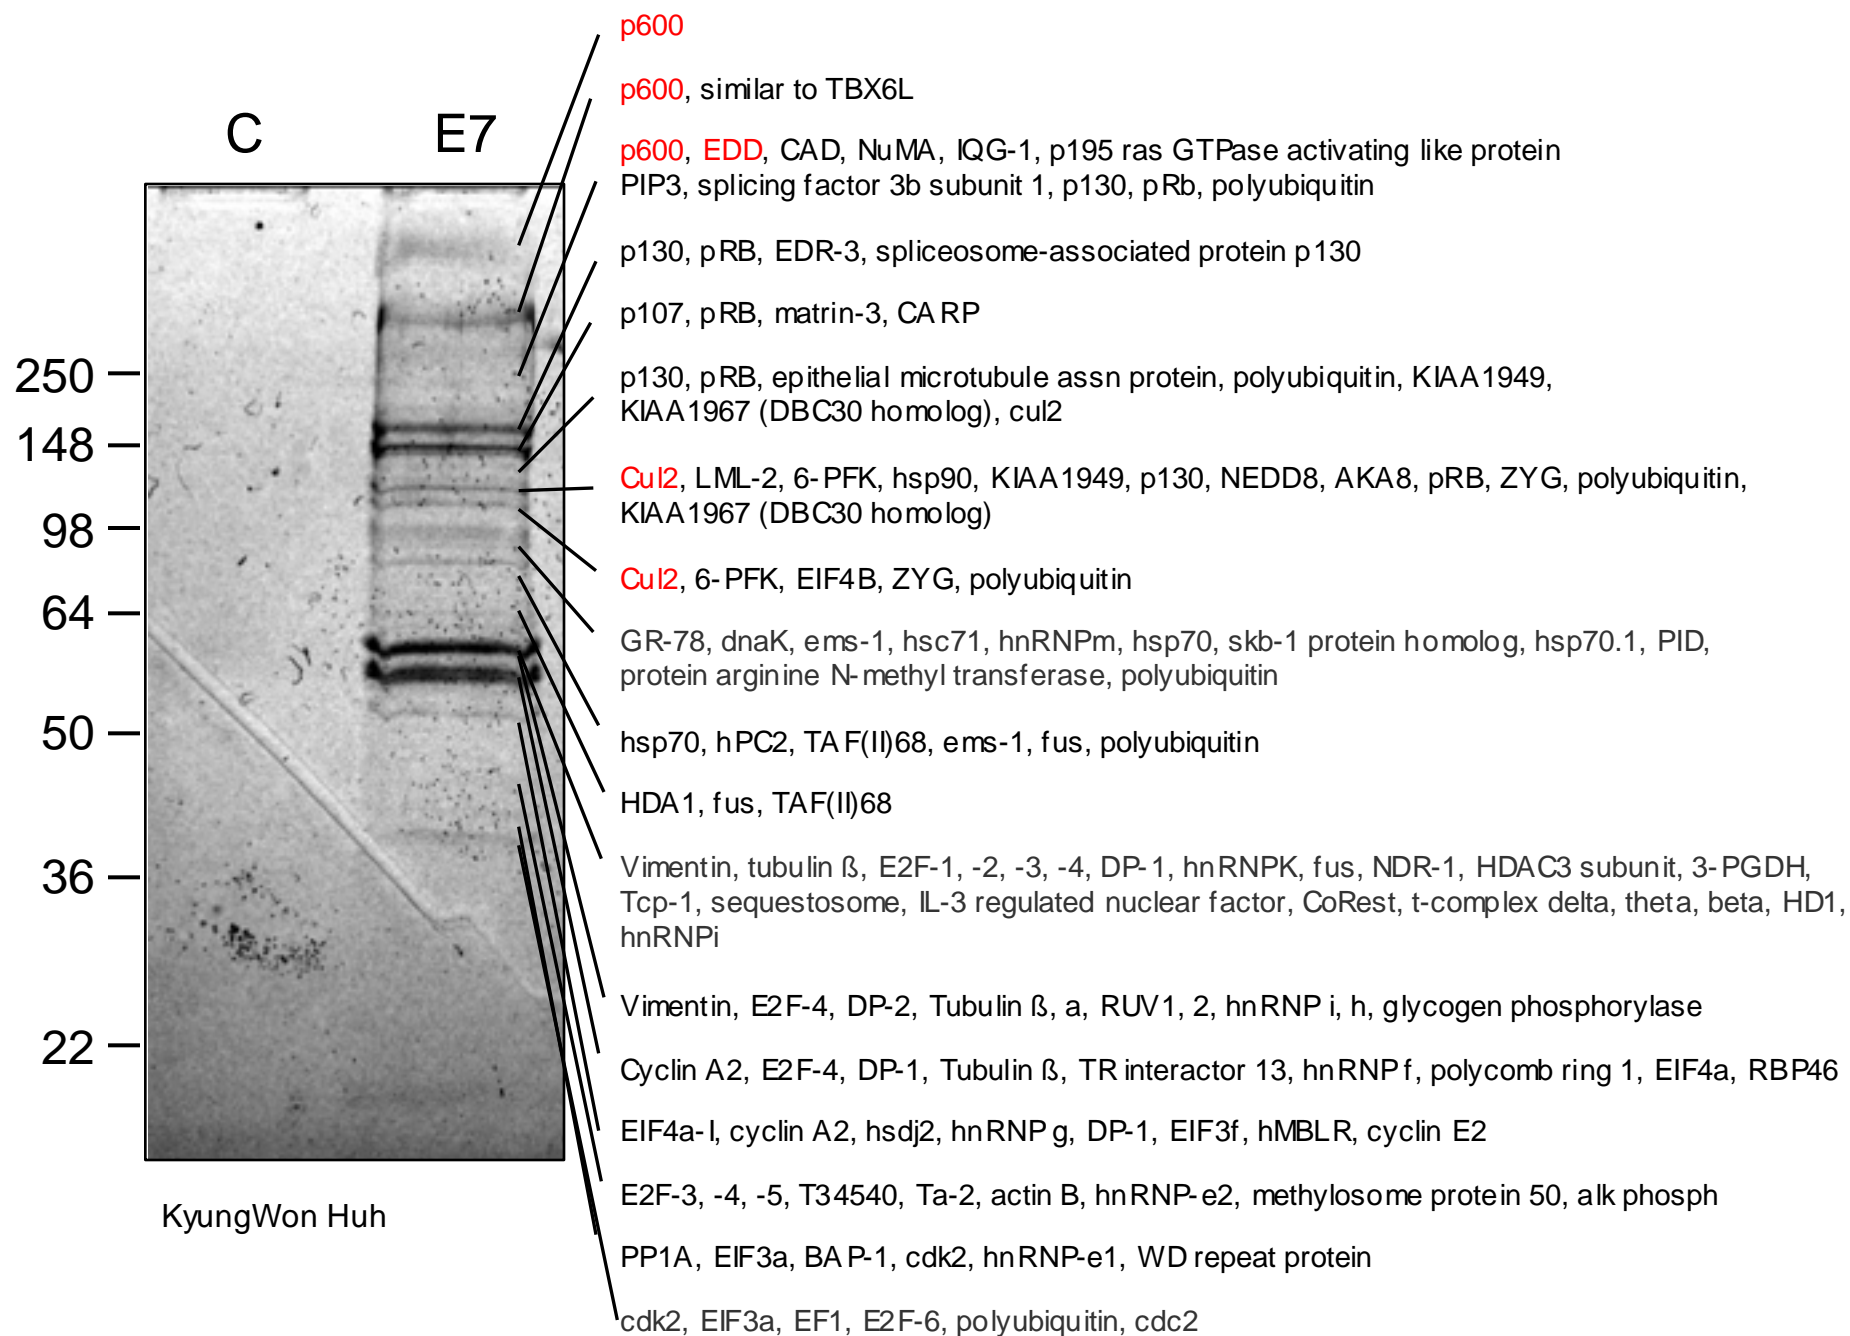 p600
p600, similar to TBX6L
C E7
p600, EDD, CAD, NuMA, IQG-1, p195 ras GTPase activating like protein
PIP3, splicing factor 3b subunit 1, p130, pRb, polyubiquitin
p130, pRB, EDR-3, spliceosome-associated protein p130
p107, pRB, matrin-3, CARP
250
p130, pRB, epithelial microtubule assn protein, polyubiquitin, KIAA1949,
KIAA1967 (DBC30 homolog), cul2
148
Cul2, LML-2, 6-PFK, hsp90, KIAA1949, p130, NEDD8, AKA8, pRB, ZYG, polyubiquitin,
KIAA1967 (DBC30 homolog)
98
Cul2, 6-PFK, EIF4B, ZYG, polyubiquitin
64
GR-78, dnaK, ems-1, hsc71, hnRNPm, hsp70, skb-1 protein homolog, hsp70.1, PID,
protein arginine N-methyl transferase, polyubiquitin
50
hsp70, hPC2, TAF(II)68, ems-1, fus, polyubiquitin
HDA1, fus, TAF(II)68
36
Vimentin, tubulin ß, E2F-1, -2, -3, -4, DP-1, hnRNPK, fus, NDR-1, HDAC3 subunit, 3-PGDH,
Tcp-1, sequestosome, IL-3 regulated nuclear factor, CoRest, t-complex delta, theta, beta, HD1,
hnRNPi
Vimentin, E2F-4, DP-2, Tubulin ß, a, RUV1, 2, hnRNP i, h, glycogen phosphorylase
22
Cyclin A2, E2F-4, DP-1, Tubulin ß, TR interactor 13, hnRNP f, polycomb ring 1, EIF4a, RBP46
EIF4a-I, cyclin A2, hsdj2, hnRNP g, DP-1, EIF3f, hMBLR, cyclin E2
E2F-3, -4, -5, T34540, Ta-2, actin B, hnRNP-e2, methylosome protein 50, alk phosph
KyungWon Huh
PP1A, EIF3a, BAP-1, cdk2, hnRNP-e1, WD repeat protein
cdk2, EIF3a, EF1, E2F-6, polyubiquitin, cdc2